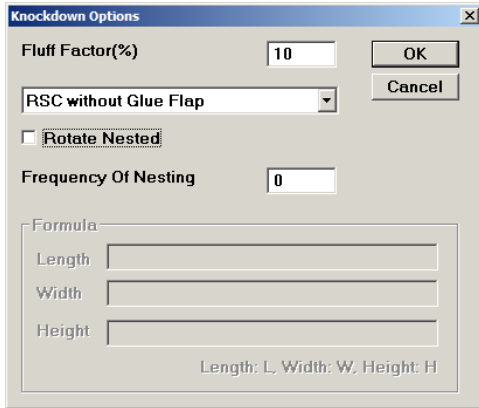 Knockdown Options
Fluff Factor(%) 10 OK
Cancel
RSC without Glue Flap
Rotate Nested
Frequency Of Nesting 0
Formula
Length
Width
Height
Length: L, Width: W, Height: H